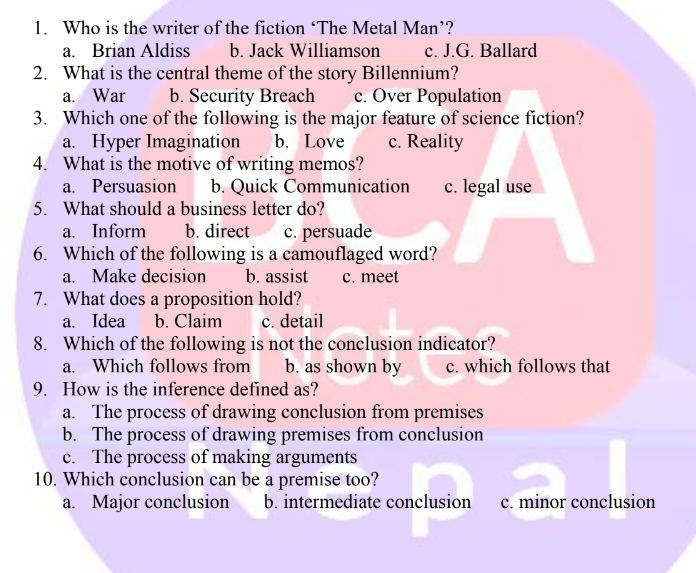 1. Who is the writer of the fiction ‘The Metal Man’?
a. Brian Aldiss b. Jack Williamson c. J.G. Ballard
2. What is the central theme of the story Billennium?
a. War b. Security Breach c. Over Population
3. Which one of the following is the major feature of science fiction?
a. Hyper Imagination b. Love c. Reality
4. What is the motive of writing memos?
a. Persuasion b. Quick Communication c. legal use
5. What should a business letter do?
a. Inform b. direct c. persuade
6. Which of the following is a camouflaged word?
a. Make decision b. assist c. meet
7. What does a proposition hold?
a. Idea b. Claim c. detail
8. Which of the following is not the conclusion indicator?
a. Which follows from b. as shown by c. which follows that
9. How is the inference defined as?
a. The process of drawing conclusion from premises
b. The process of drawing premises from conclusion
c. The process of making arguments
10. Which conclusion can be a premise too?
a. Major conclusion b. intermediate conclusion c. minor conclusion
BCA
Notes
Nepal